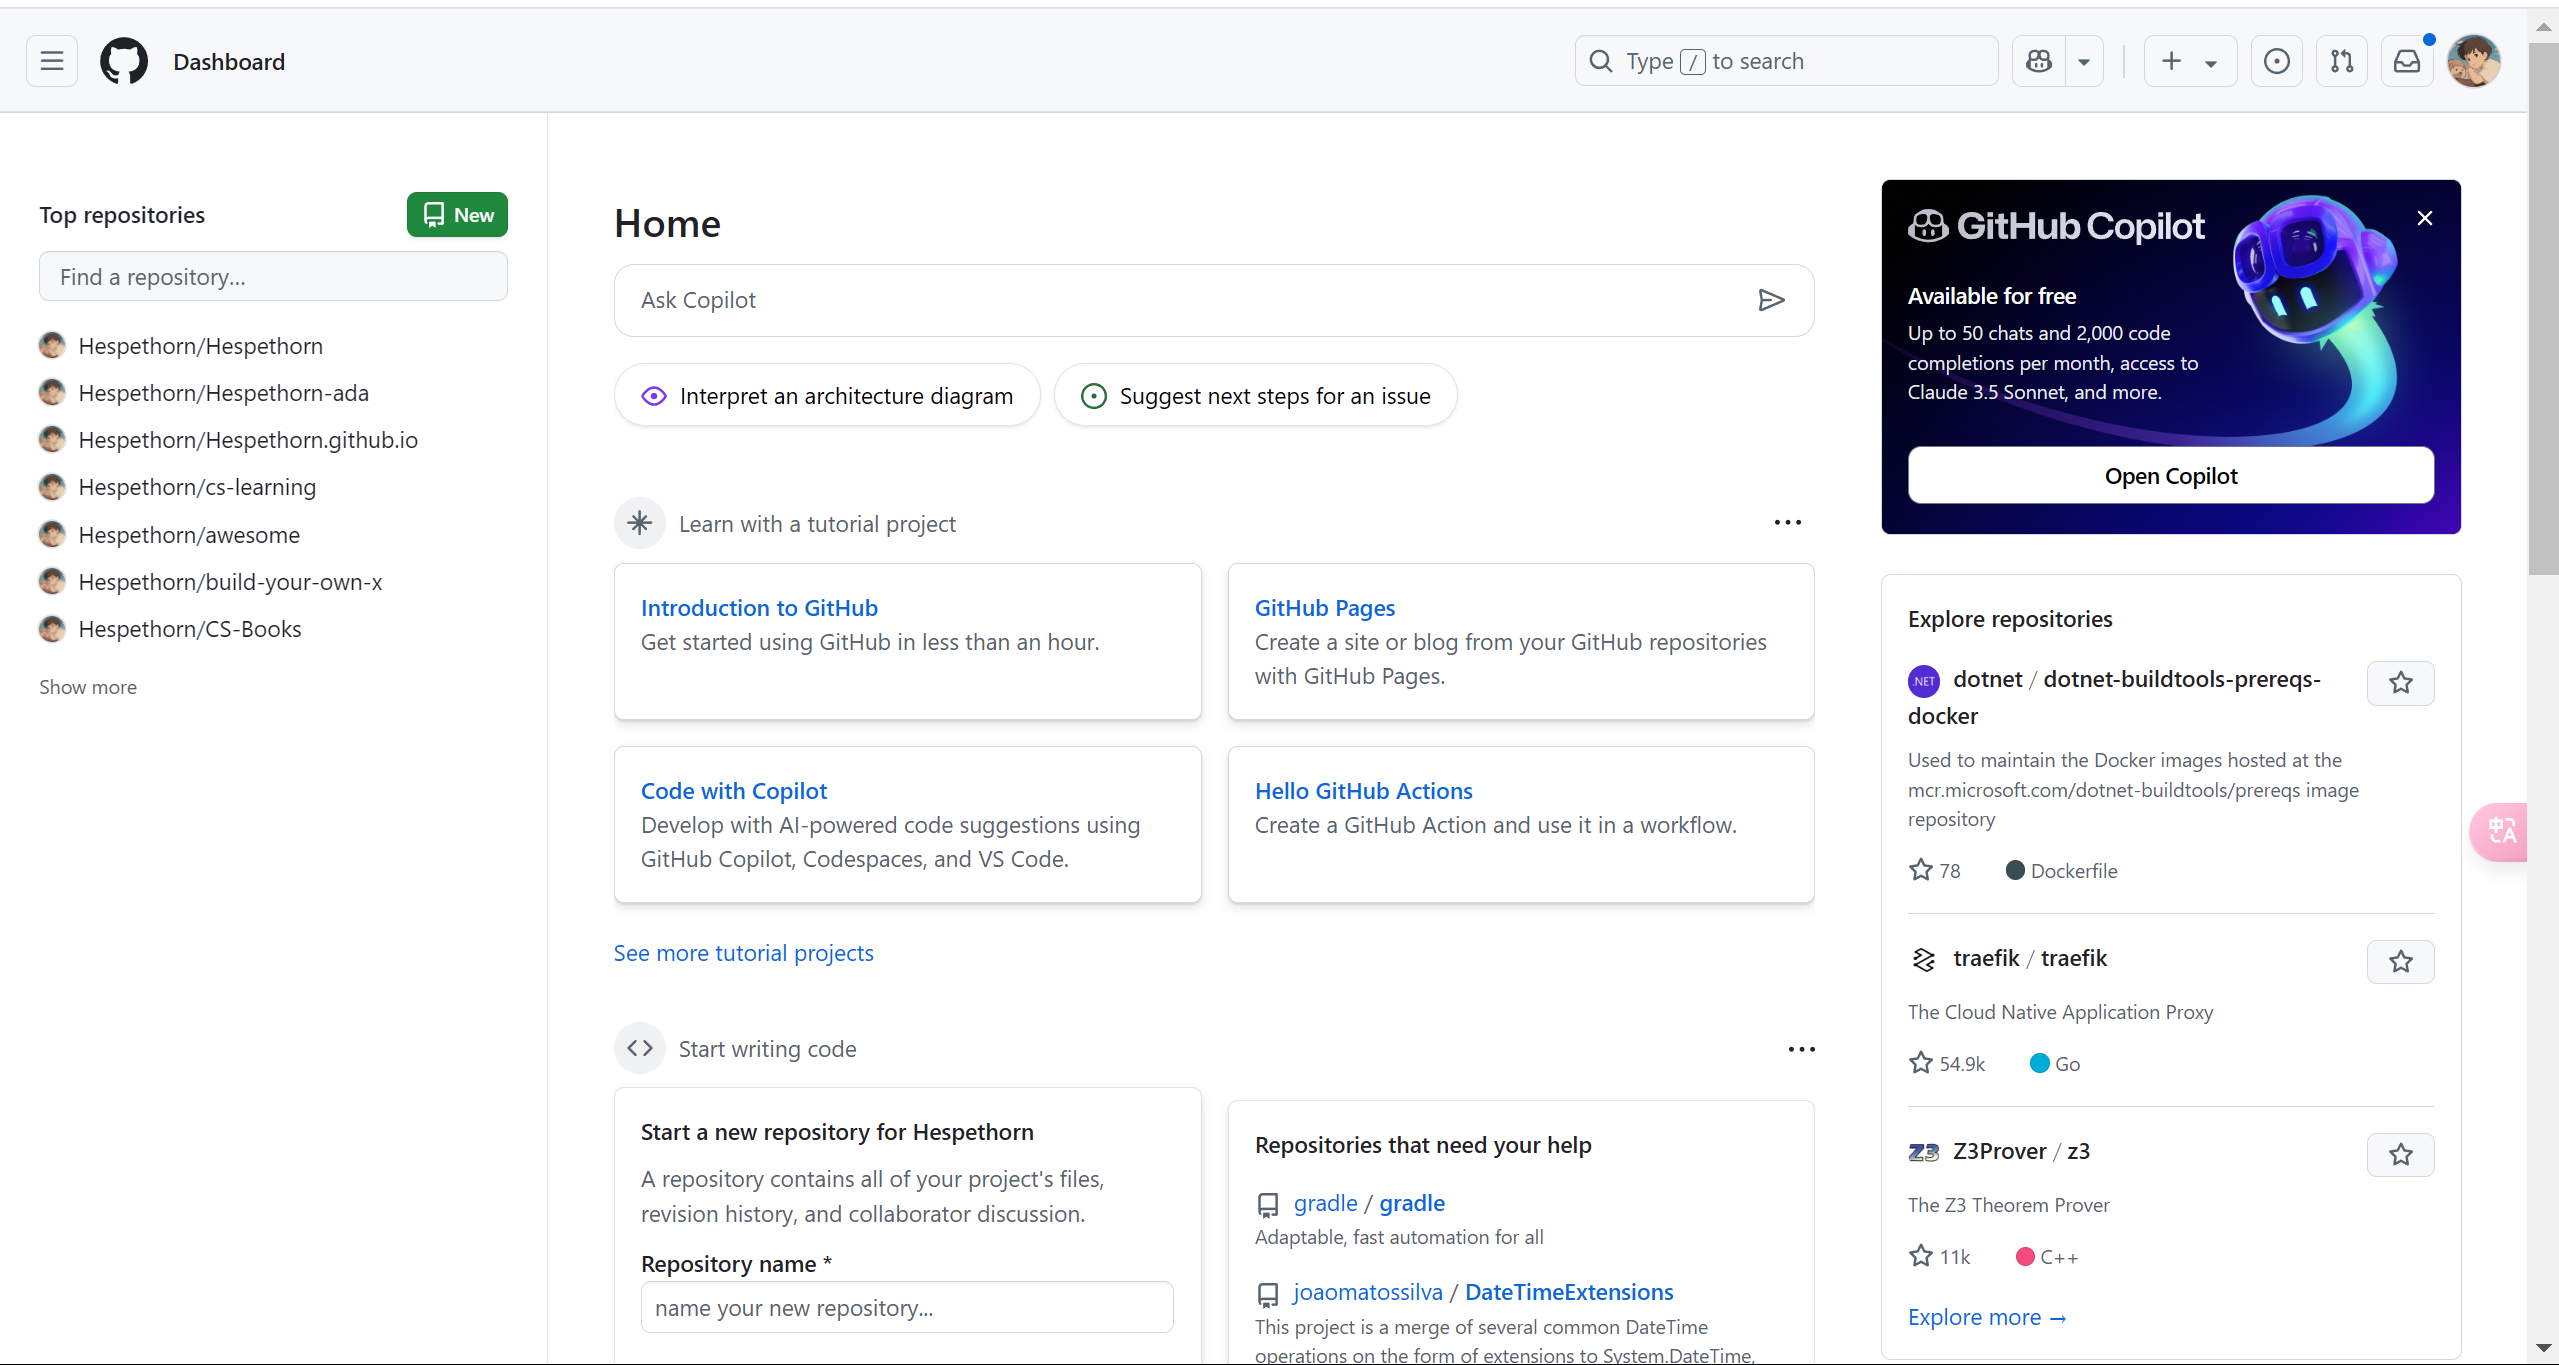 Dashboard
Type / to search
Top repositories
New
Find a repository...
Hespethorn/Hespethorn
Hespethorn/Hespethorn-ada
Hespethorn/Hespethorn.github.io
Hespethorn/cs-learning
Hespethorn/awesome
Hespethorn/build-your-own-x
Hespethorn/CS-Books
Show more
Home
Ask Copilot
Interpret an architecture diagram
Suggest next steps for an issue
Learn with a tutorial project
Introduction to GitHub
Get started using GitHub in less than an hour.
GitHub Pages
Create a site or blog from your GitHub repositories
with GitHub Pages.
Code with Copilot
Develop with AI-powered code suggestions using
GitHub Copilot, Codespaces, and VS Code.
Hello GitHub Actions
Create a GitHub Action and use it in a workflow.
See more tutorial projects
Start writing code
Start a new repository for Hespethorn
A repository contains all of your project's files,
revision history, and collaborator discussion.
Repository name *
name your new repository...
Repositories that need your help
gradle / gradle
Adaptable, fast automation for all
joaomatossilva / DateTimeExtensions
This project is a merge of several common DateTime
operations on the form of extensions to System.DateTime,
GitHub Copilot
Available for free
Up to 50 chats and 2,000 code
completions per month, access to
Claude 3.5 Sonnet, and more.
Open Copilot
Explore repositories
.NET
dotnet / dotnet-buildtools-prereqs-
docker
Used to maintain the Docker images hosted at the
mcr.microsoft.com/dotnet-buildtools/prereqs image
repository
78
Dockerfile
traefik / traefik
The Cloud Native Application Proxy
54.9k
Go
Z3
Z3Prover / z3
The Z3 Theorem Prover
11k
C++
Explore more →
中A